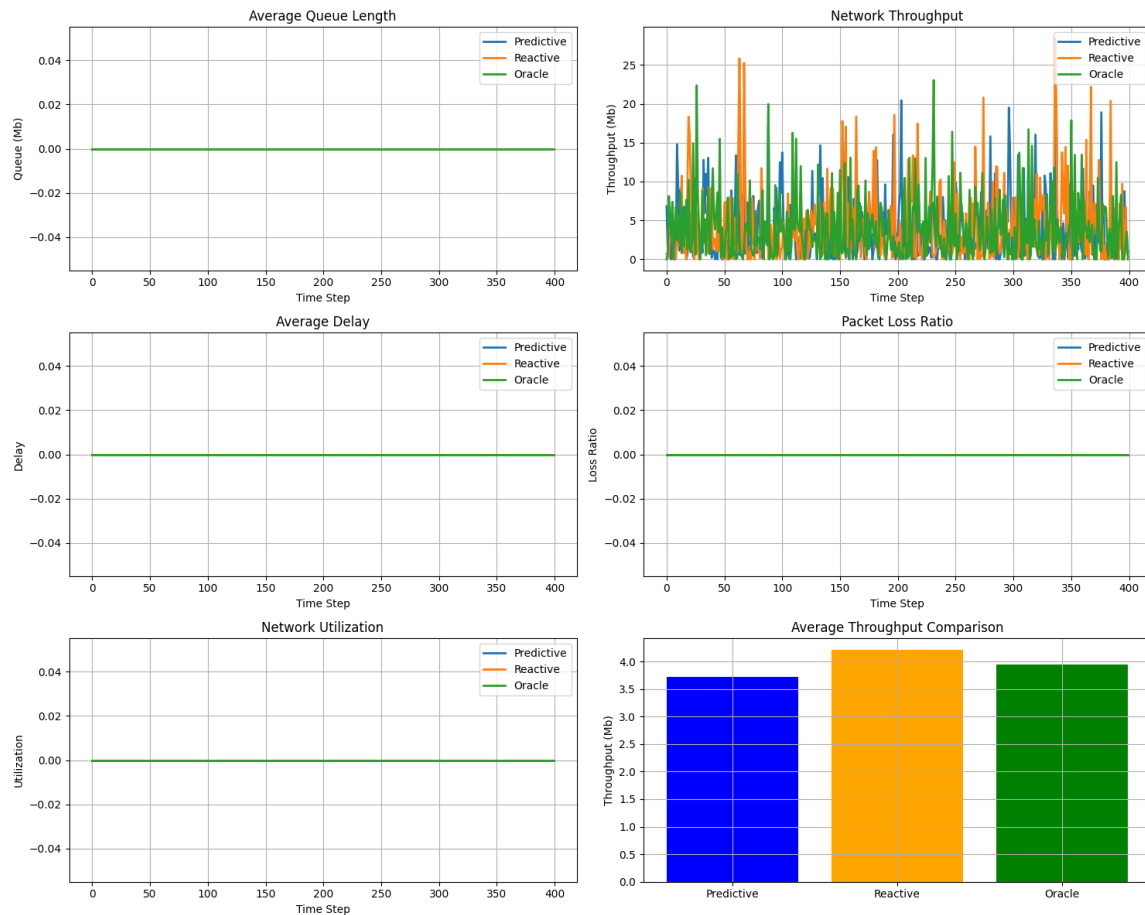 Average Queue Length
Queue (Mb)
0.04
0.02
0.00
−0.02
−0.04
Predictive
Reactive
Oracle
0 50 100 150 200 250 300 350 400
Time Step
Network Throughput
Throughput (Mb)
25
20
15
10
5
0
Predictive
Reactive
Oracle
0 50 100 150 200 250 300 350 400
Time Step
Average Delay
Delay
0.04
0.02
0.00
−0.02
−0.04
Predictive
Reactive
Oracle
0 50 100 150 200 250 300 350 400
Time Step
Packet Loss Ratio
Loss Ratio
0.04
0.02
0.00
−0.02
−0.04
Predictive
Reactive
Oracle
0 50 100 150 200 250 300 350 400
Time Step
Network Utilization
Utilization
0.04
0.02
0.00
−0.02
−0.04
Predictive
Reactive
Oracle
0 50 100 150 200 250 300 350 400
Time Step
Average Throughput Comparison
Throughput (Mb)
4.0
3.5
3.0
2.5
2.0
1.5
1.0
0.5
0.0
Predictive Reactive Oracle